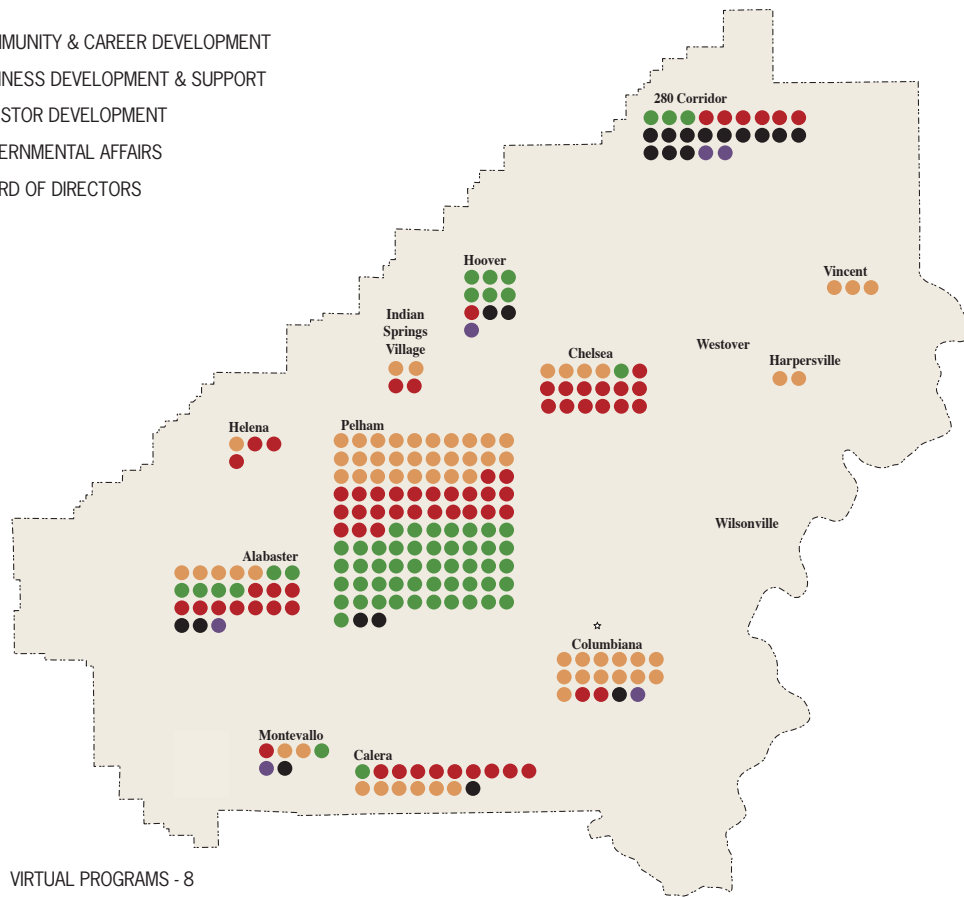 MMUNITY & CAREER DEVELOPMENT
INESS DEVELOPMENT & SUPPORT
STOR DEVELOPMENT
ERNMENTAL AFFAIRS
RD OF DIRECTORS
280 Corridor
Hoover
Vincent
Indian
Springs
Village
Westover
Chelsea
Harpersville
Helena
Pelham
Wilsonville
Alabaster
Columbiana
Montevallo
Calera
VIRTUAL PROGRAMS - 8